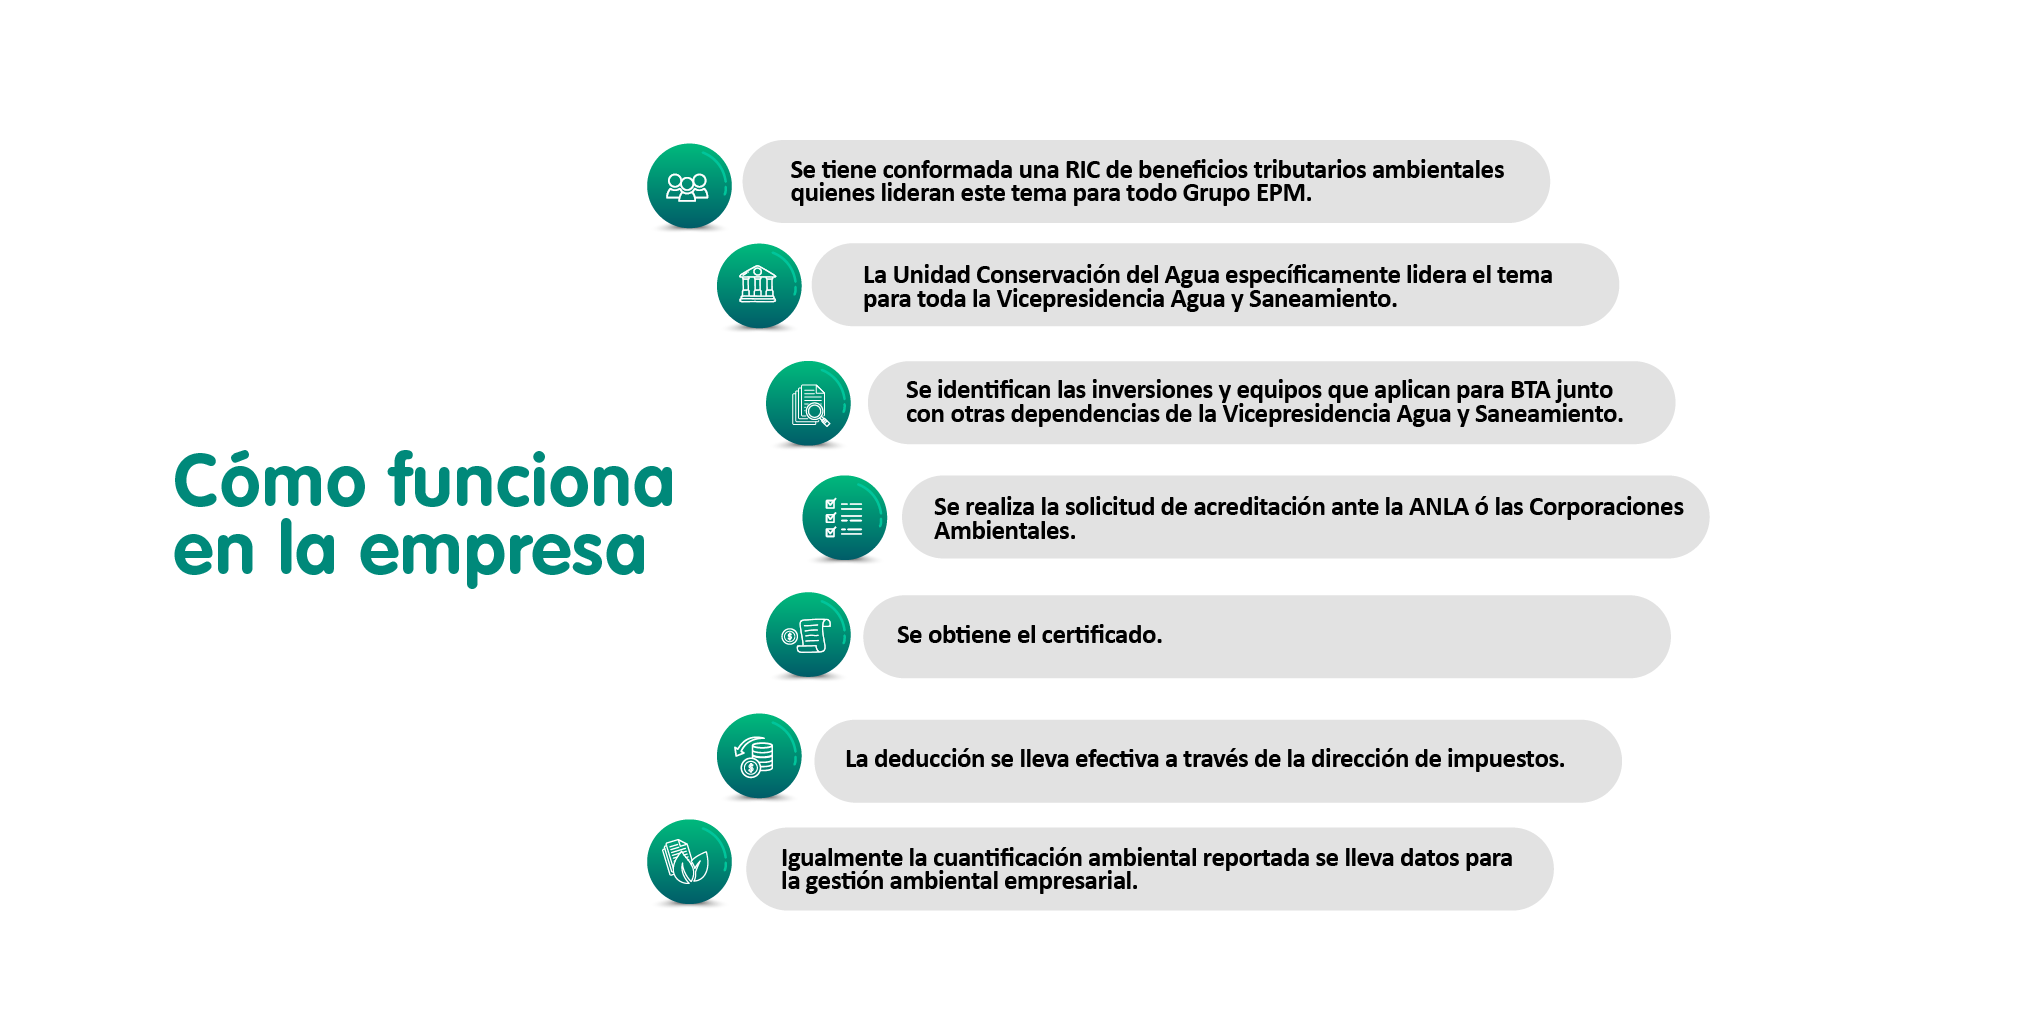 Cómo funciona
en la empresa
Se tiene conformada una RIC de beneficios tributarios ambientales
quienes lideran este tema para todo Grupo EPM.
La Unidad Conservación del Agua específicamente lidera el tema
para toda la Vicepresidencia Agua y Saneamiento.
Se identifican las inversiones y equipos que aplican para BTA junto
con otras dependencias de la Vicepresidencia Agua y Saneamiento.
Se realiza la solicitud de acreditación ante la ANLA ó las Corporaciones
Ambientales.
Se obtiene el certificado.
La deducción se lleva efectiva a través de la dirección de impuestos.
Igualmente la cuantificación ambiental reportada se lleva datos para
la gestión ambiental empresarial.